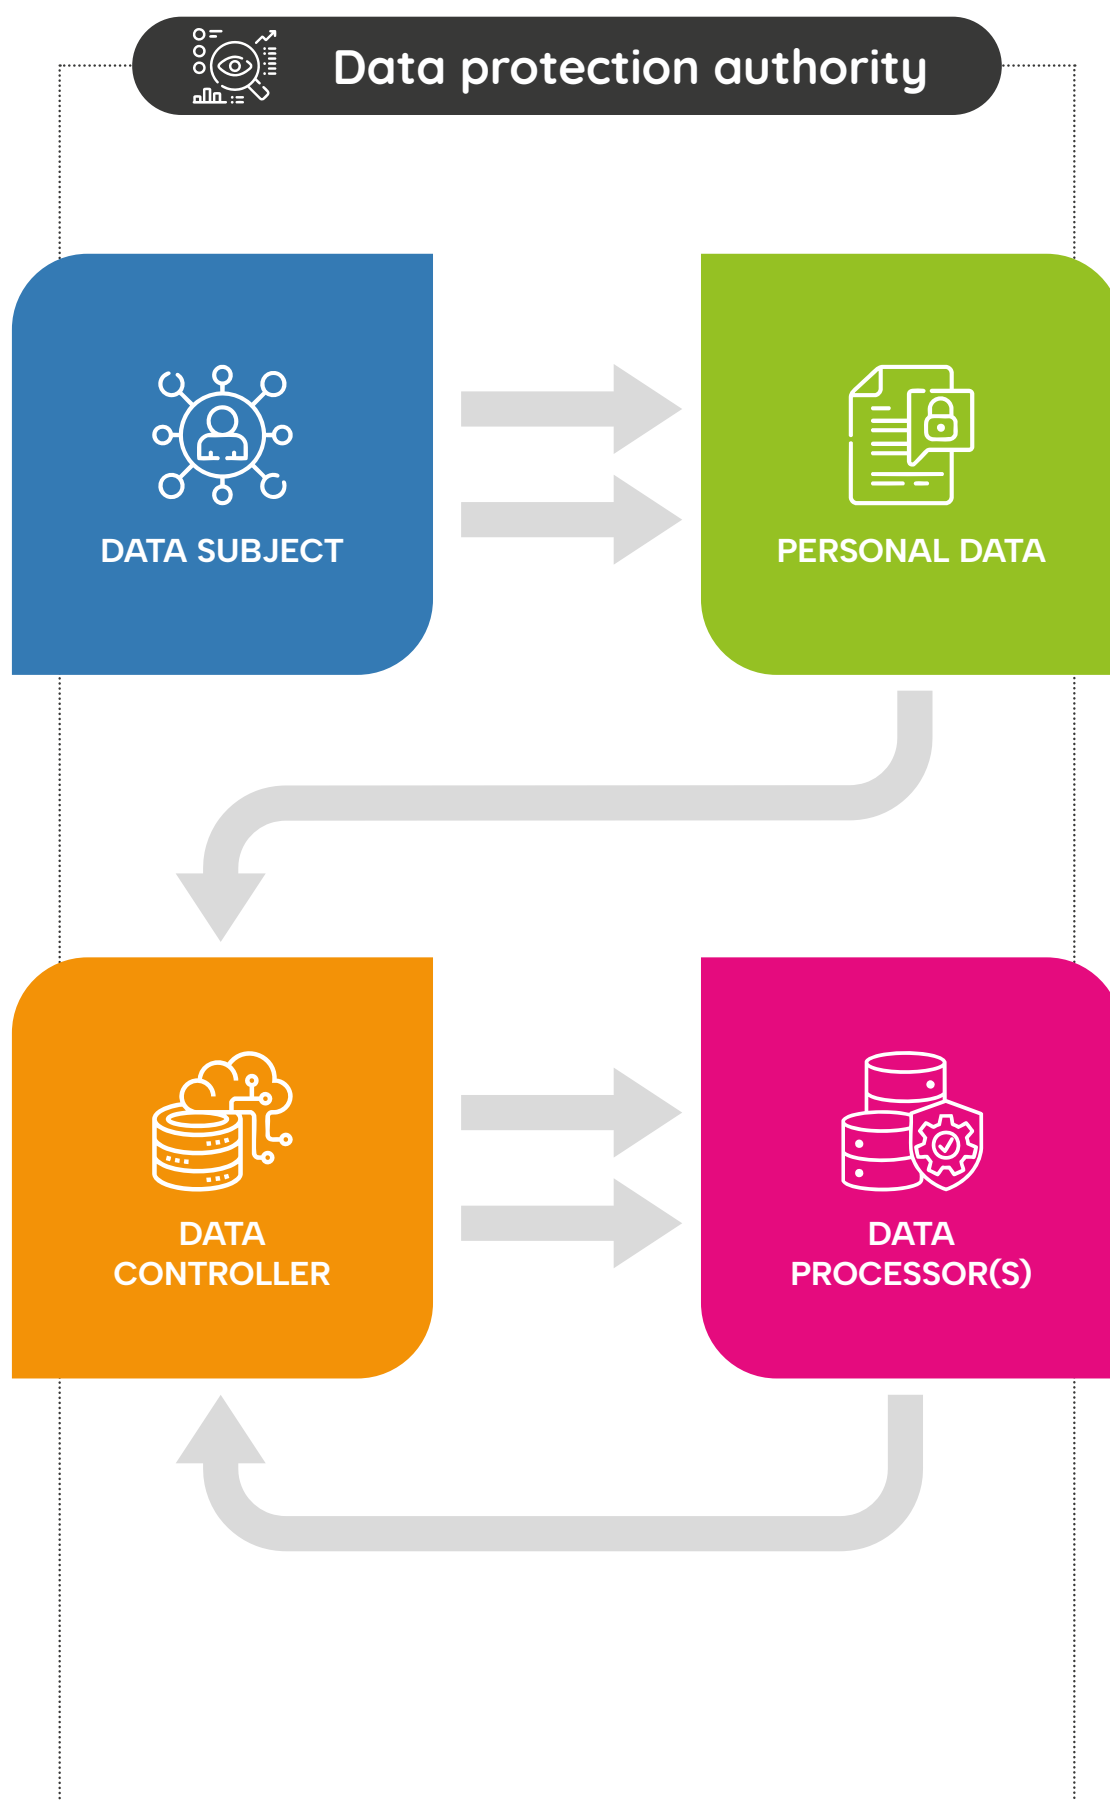 Data protection authority
DATA SUBJECT
PERSONAL DATA
DATA
CONTROLLER
DATA
PROCESSOR(S)